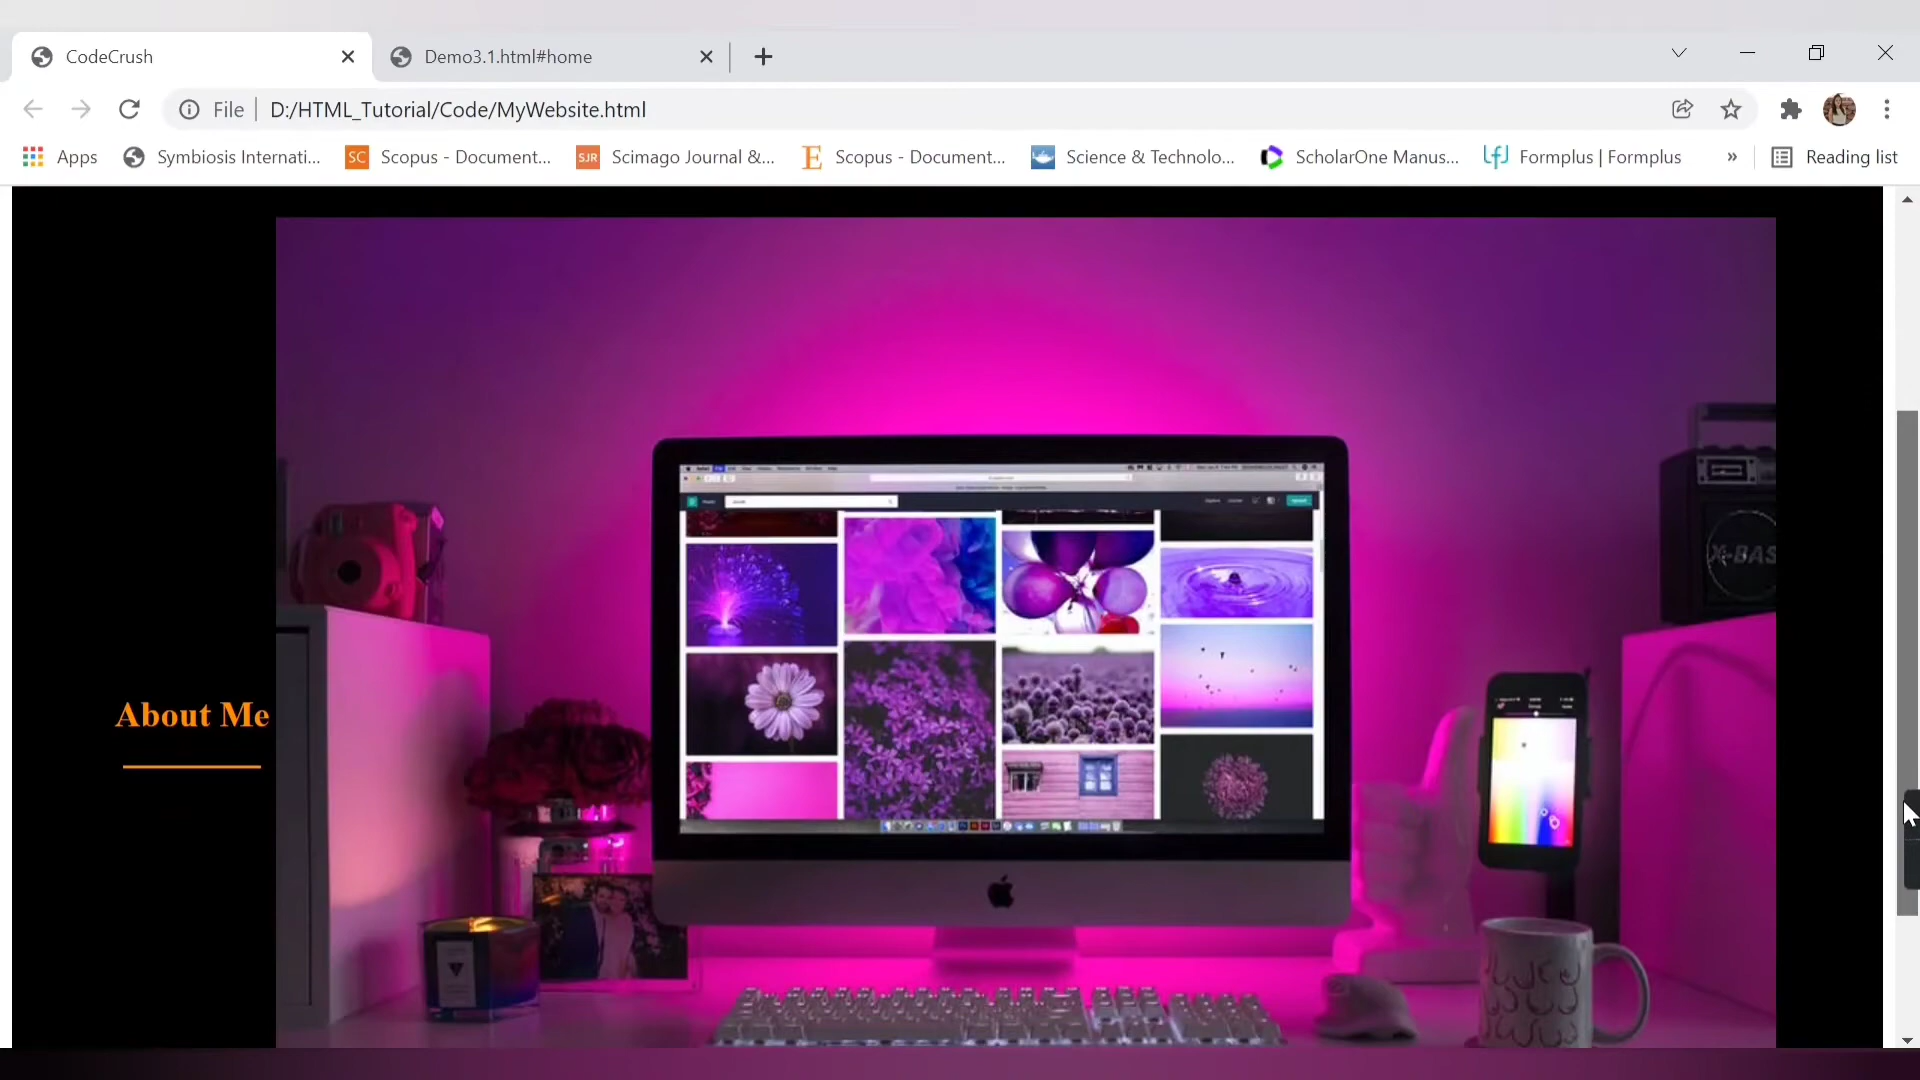 CodeCrush
Demo3.1.html#home
File
D:/HTML_Tutorial/Code/MyWebsite.html
Apps
Symbiosis Internati...
SC
Scopus - Document...
SJR
Scimago Journal &...
E
Scopus - Document...
Science & Technolo...
ScholarOne Manus...
Formplus | Formplus
»
Reading list
X-BAS
About Me